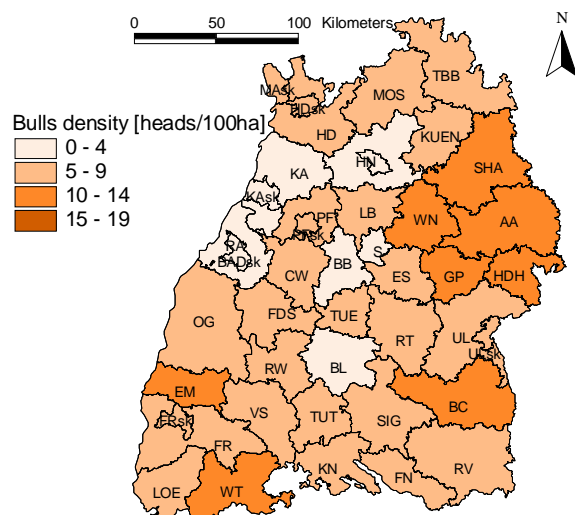 N
0 50 100 Kilometers
TBB
MAsk
MOS
HDsk
Bulls density [heads/100ha]
HD
KUEN
0 - 4
5 - 9
10 - 14
15 - 19
HN
SHA
KA
KAsk
PF
LB
WN
AA
RA
BADsk
S
BB
CW
ES
GP
HDH
OG
FDS
TUE
RT
UL
ULsk
RW
BL
EM
BC
VS
FRsk
TUT
SIG
FR
KN
FN
RV
LOE
WT